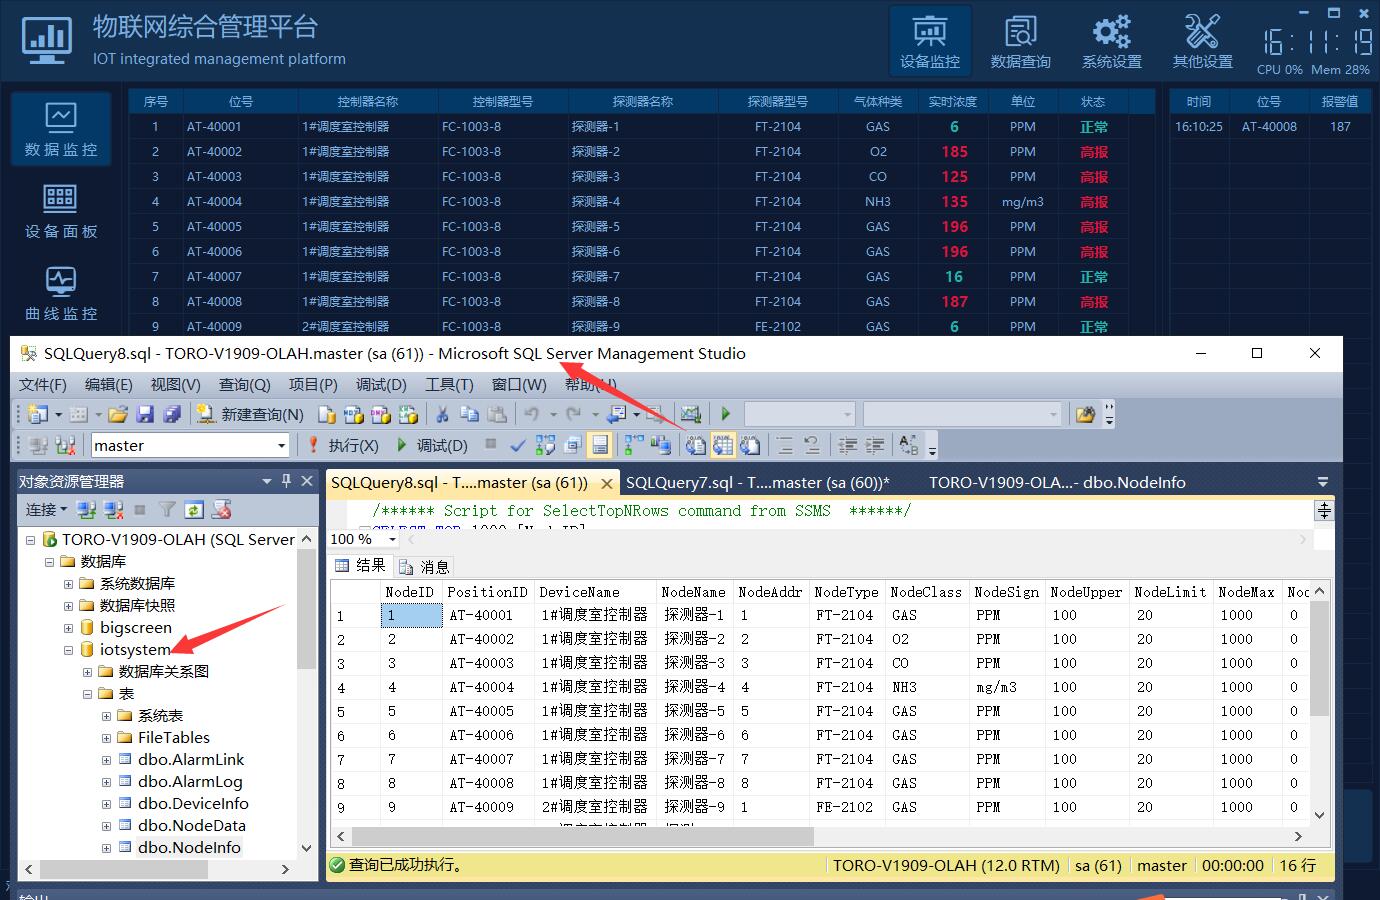 物联网综合管理平台
IOT integrated management platform
设备监控 数据查询 系统设置 其他设置
16:11:19
CPU 0% Mem 28%
数据监控
设备面板
曲线监控
序号 位号 控制器名称 控制器型号 探测器名称 探测器型号 气体种类 实时浓度 单位 状态
1 AT-40001 1#调度室控制器 FC-1003-8 探测器-1 FT-2104 GAS 6 PPM 正常
2 AT-40002 1#调度室控制器 FC-1003-8 探测器-2 FT-2104 O2 185 PPM 高报
3 AT-40003 1#调度室控制器 FC-1003-8 探测器-3 FT-2104 CO 125 PPM 高报
4 AT-40004 1#调度室控制器 FC-1003-8 探测器-4 FT-2104 NH3 135 mg/m3 高报
5 AT-40005 1#调度室控制器 FC-1003-8 探测器-5 FT-2104 GAS 196 PPM 高报
6 AT-40006 1#调度室控制器 FC-1003-8 探测器-6 FT-2104 GAS 196 PPM 高报
7 AT-40007 1#调度室控制器 FC-1003-8 探测器-7 FT-2104 GAS 16 PPM 正常
8 AT-40008 1#调度室控制器 FC-1003-8 探测器-8 FT-2104 GAS 187 PPM 高报
9 AT-40009 2#调度室控制器 FC-1003-8 探测器-9 FE-2102 GAS 6 PPM 正常
时间 位号 报警值
16:10:25 AT-40008 187
SQLQuery8.sql - TORO-V1909-OLAH.master (sa (61)) - Microsoft SQL Server Management Studio
文件(F) 编辑(E) 视图(V) 查询(Q) 项目(P) 调试(D) 工具(T) 窗口(W) 帮助(H)
新建查询(N)
master 执行(X) 调试(D)
对象资源管理器
连接
TORO-V1909-OLAH (SQL Server
数据库
系统数据库
数据库快照
bigscreen
iotsystem
数据库关系图
表
系统表
FileTables
dbo.AlarmLink
dbo.AlarmLog
dbo.DeviceInfo
dbo.NodeData
dbo.NodeInfo
SQLQuery8.sql - T....master (sa (61)) SQLQuery7.sql - T....master (sa (60))* TORO-V1909-OLA...- dbo.NodeInfo
/****** Script for SelectTopNRows command from SSMS ******/
SELECT TOP 1000 [NodeID]
100 %
结果 消息
NodeID PositionID DeviceName NodeName NodeAddr NodeType NodeClass NodeSign NodeUpper NodeLimit NodeMax Noc
1 1 AT-40001 1#调度室控制器 探测器-1 1 FT-2104 GAS PPM 100 20 1000 0
2 2 AT-40002 1#调度室控制器 探测器-2 2 FT-2104 O2 PPM 100 20 1000 0
3 3 AT-40003 1#调度室控制器 探测器-3 3 FT-2104 CO PPM 100 20 1000 0
4 4 AT-40004 1#调度室控制器 探测器-4 4 FT-2104 NH3 mg/m3 100 20 1000 0
5 5 AT-40005 1#调度室控制器 探测器-5 5 FT-2104 GAS PPM 100 20 1000 0
6 6 AT-40006 1#调度室控制器 探测器-6 6 FT-2104 GAS PPM 100 20 1000 0
7 7 AT-40007 1#调度室控制器 探测器-7 7 FT-2104 GAS PPM 100 20 1000 0
8 8 AT-40008 1#调度室控制器 探测器-8 8 FT-2104 GAS PPM 100 20 1000 0
9 9 AT-40009 2#调度室控制器 探测器-9 1 FE-2102 GAS PPM 100 20 1000 0
查询已成功执行。 TORO-V1909-OLAH (12.0 RTM) sa (61) master 00:00:00 16 行